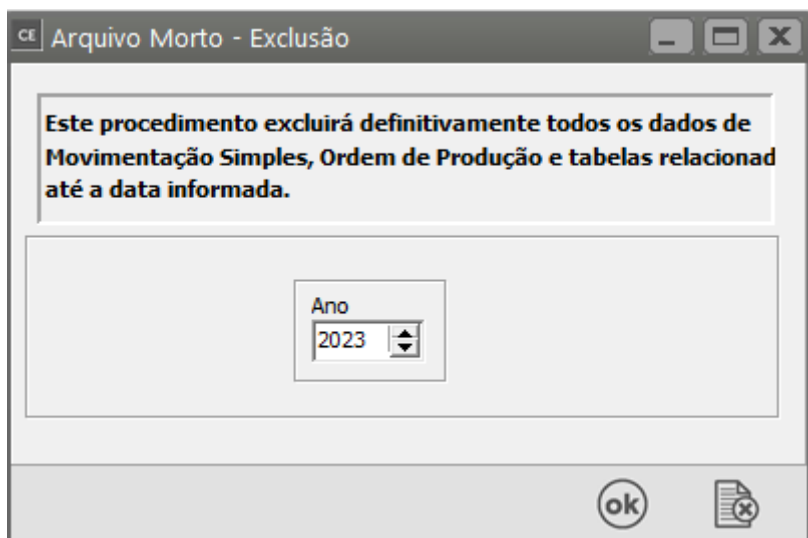 CE Arquivo Morto - Exclusão
Este procedimento excluirá definitivamente todos os dados de
Movimentação Simples, Ordem de Produção e tabelas relacionad
até a data informada.
Ano
2023
ok